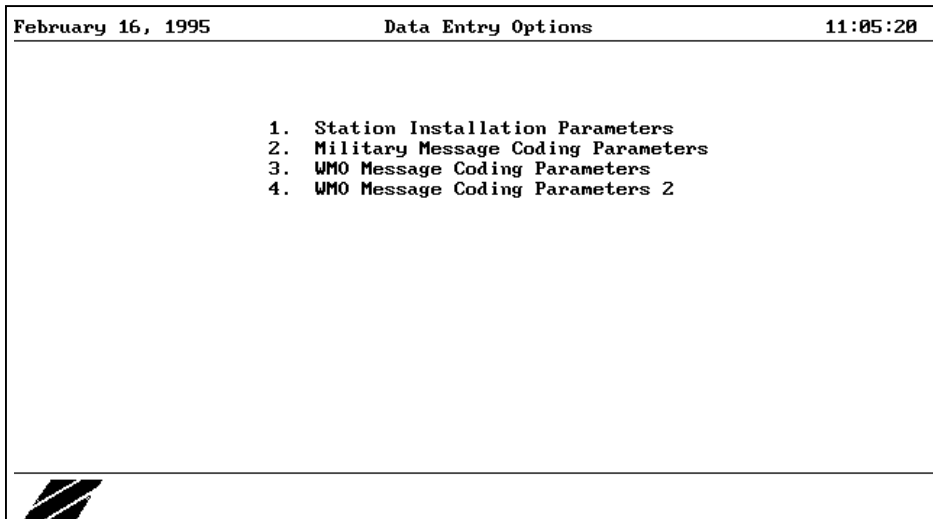 February 16, 1995 Data Entry Options 11:05:20
1. Station Installation Parameters
2. Military Message Coding Parameters
3. WMO Message Coding Parameters
4. WMO Message Coding Parameters 2